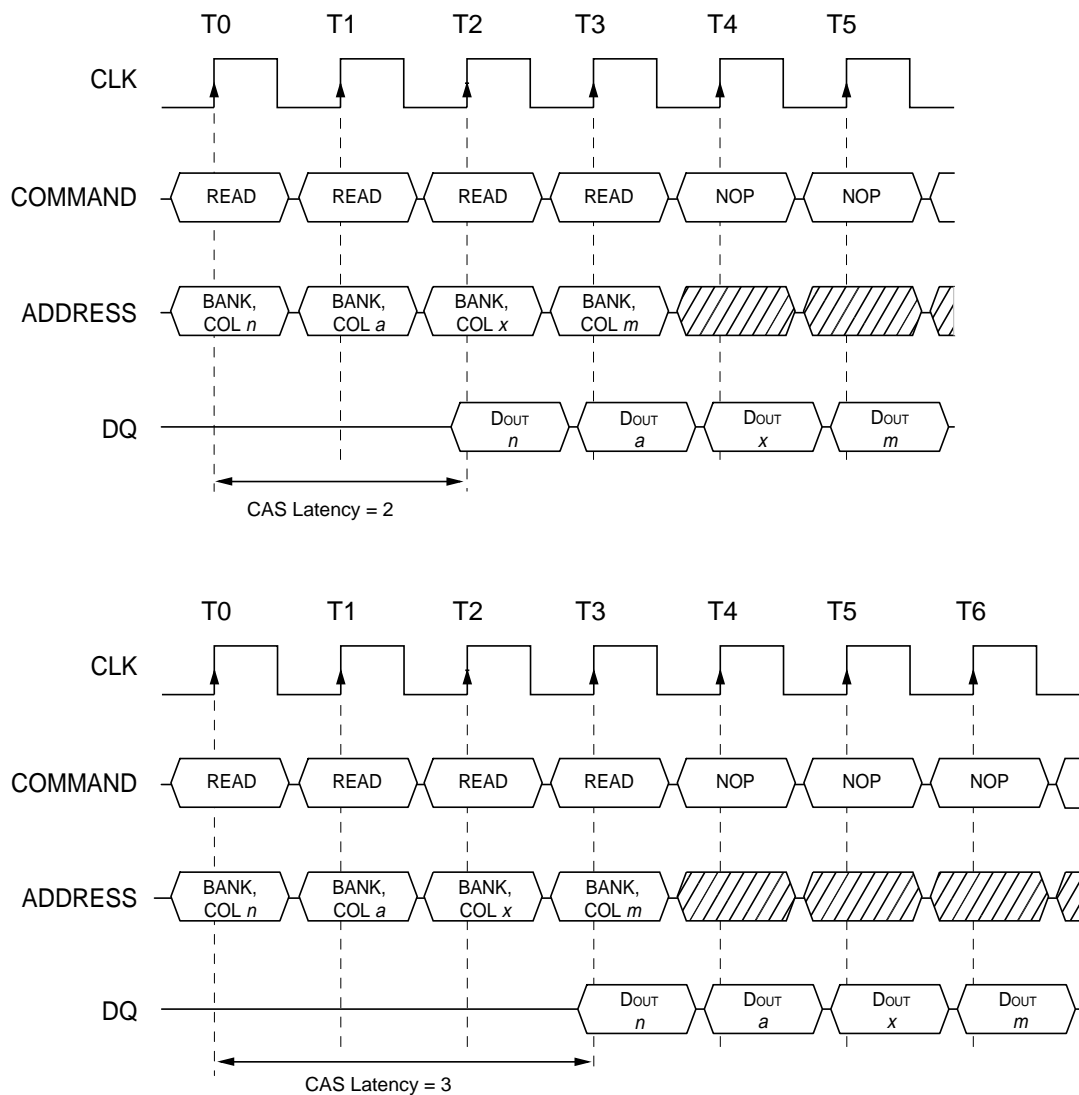 T0 T1 T2 T3 T4 T5
CLK
COMMAND READ READ READ READ NOP NOP
ADDRESS BANK, COL n BANK, COL a BANK, COL x BANK, COL m
DQ DOUT n DOUT a DOUT x DOUT m
CAS Latency = 2
T0 T1 T2 T3 T4 T5 T6
CLK
COMMAND READ READ READ READ NOP NOP NOP
ADDRESS BANK, COL n BANK, COL a BANK, COL x BANK, COL m
DQ DOUT n DOUT a DOUT x DOUT m
CAS Latency = 3